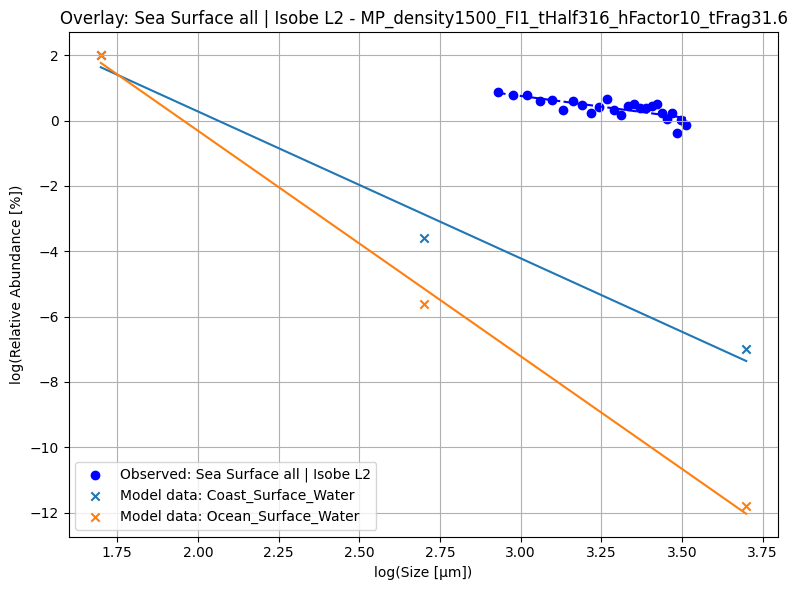 Overlay: Sea Surface all | Isobe L2 - MP_density1500_FI1_tHalf316_hFactor10_tFrag31.6
log(Relative Abundance [%])
2
0
−2
−4
−6
−8
−10
−12
Observed: Sea Surface all | Isobe L2
Model data: Coast_Surface_Water
Model data: Ocean_Surface_Water
1.75 2.00 2.25 2.50 2.75 3.00 3.25 3.50 3.75
log(Size [µm])